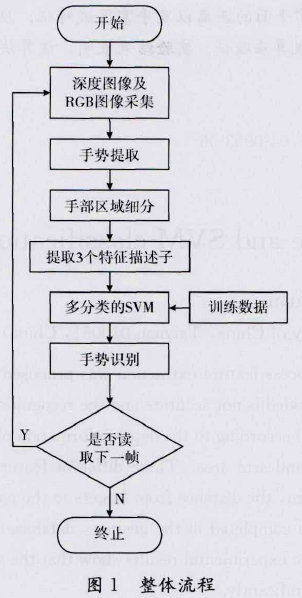 开始
深度图像及
RGB图像采集
手势提取
手部区域细分
提取3个特征描述子
多分类的SVM
训练数据
手势识别
Y
是否读
取下一帧
N
终止
图1 整体流程